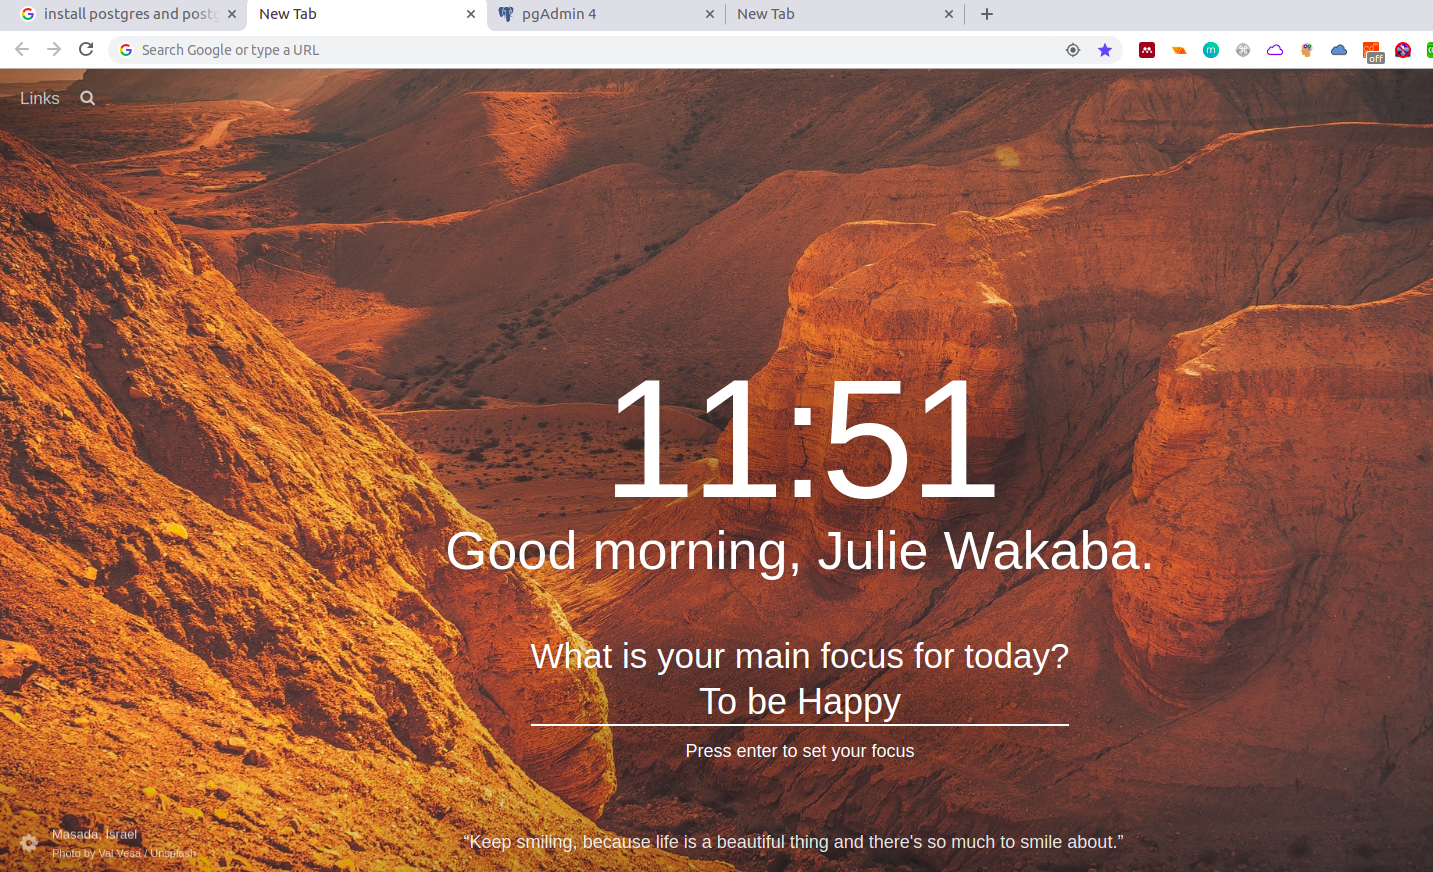 install postgres and postg
New Tab
pgAdmin 4
New Tab
Search Google or type a URL
off
Links
11:51
Good morning, Julie Wakaba.
What is your main focus for today?
To be Happy
Press enter to set your focus
Masada, Israel
Photo by Val Vesa / Unsplash
“Keep smiling, because life is a beautiful thing and there's so much to smile about.”